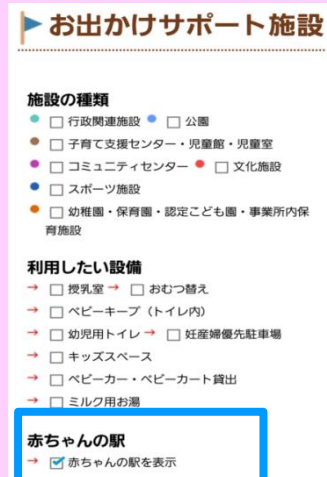 お出かけサポート施設
施設の種類
□ 行政関連施設 □ 公園
□ 子育て支援センター・児童館・児童室
□ コミュニティセンター □ 文化施設
□ スポーツ施設
□ 幼稚園・保育園・認定こども園・事業所内保
育施設
利用したい設備
→ □ 授乳室 → □ おむつ替え
→ □ ベビーキープ（トイレ内）
→ □ 幼児用トイレ → □ 妊産婦優先駐車場
→ □ キッズスペース
→ □ ベビーカー・ベビーカート貸出
→ □ ミルク用お湯
赤ちゃんの駅
→ ☑ 赤ちゃんの駅を表示